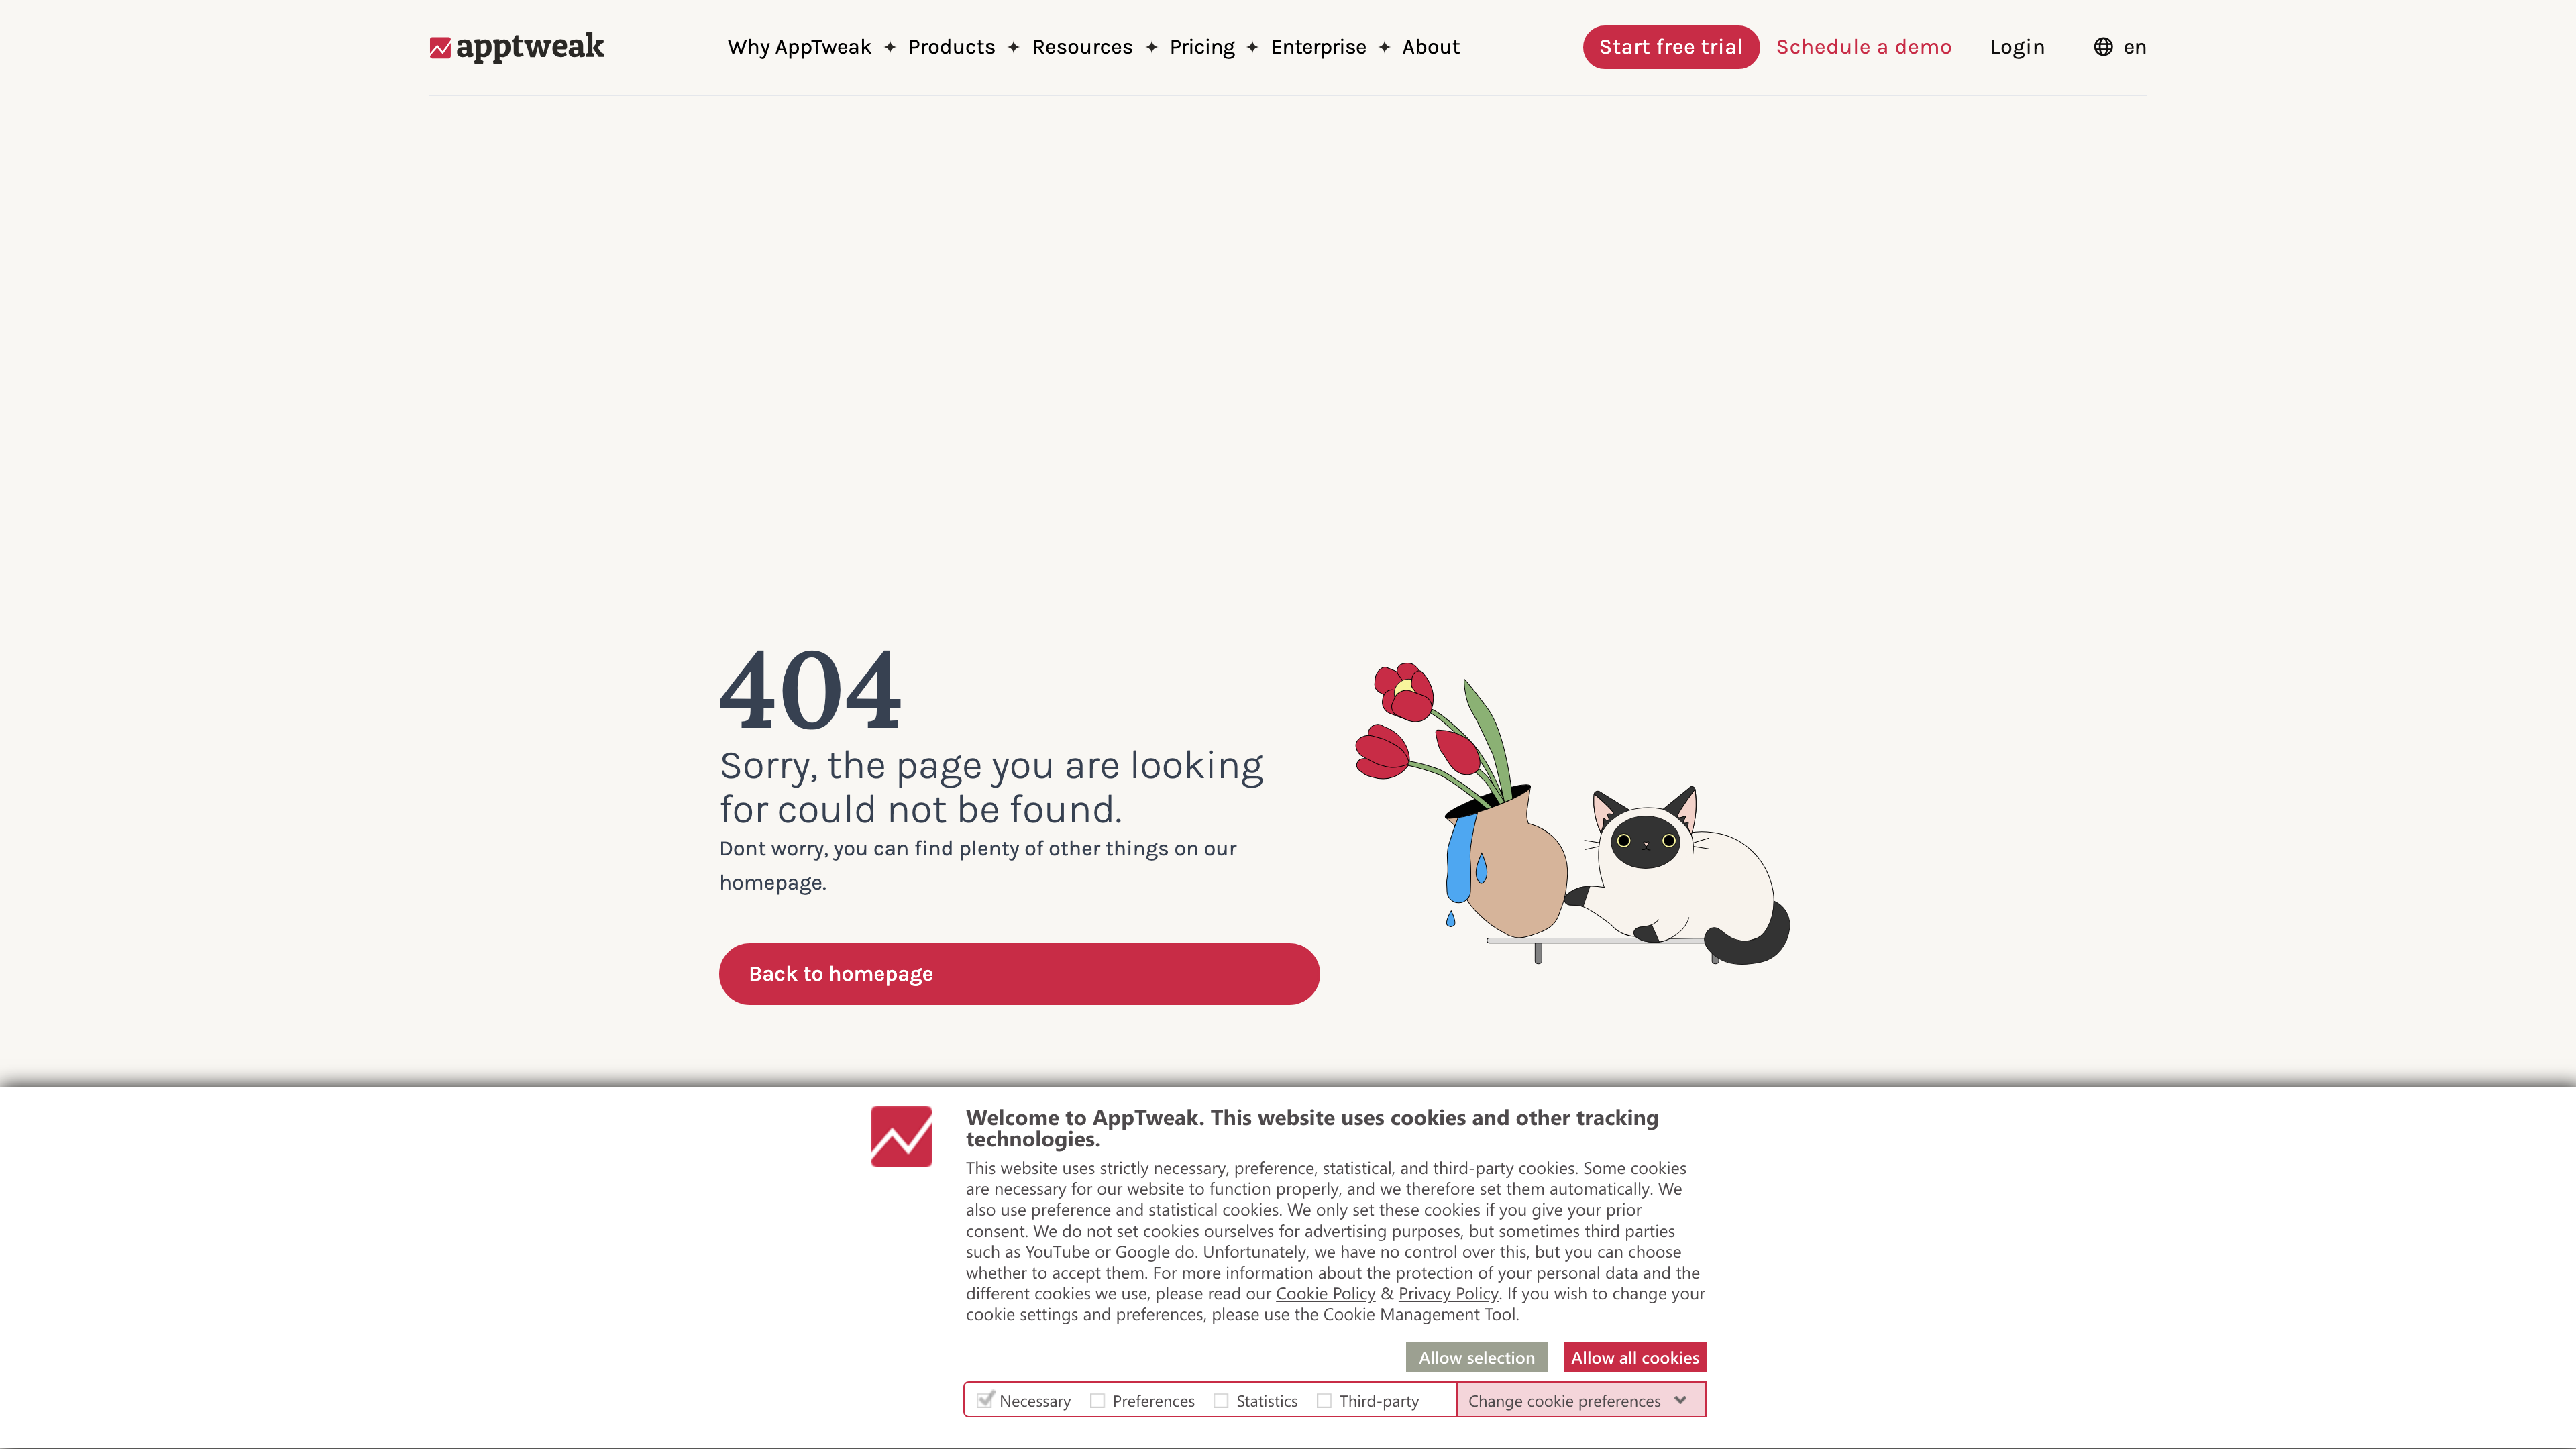 apptweak
Why AppTweak ✦ Products ✦ Resources ✦ Pricing ✦ Enterprise ✦ About
Start free trial
Schedule a demo
Login
en
404
Sorry, the page you are looking
for could not be found.
Dont worry, you can find plenty of other things on our
homepage.
Back to homepage
Welcome to AppTweak. This website uses cookies and other tracking
technologies.
This website uses strictly necessary, preference, statistical, and third-party cookies. Some cookies
are necessary for our website to function properly, and we therefore set them automatically. We
also use preference and statistical cookies. We only set these cookies if you give your prior
consent. We do not set cookies ourselves for advertising purposes, but sometimes third parties
such as YouTube or Google do. Unfortunately, we have no control over this, but you can choose
whether to accept them. For more information about the protection of your personal data and the
different cookies we use, please read our Cookie Policy & Privacy Policy. If you wish to change your
cookie settings and preferences, please use the Cookie Management Tool.
Allow selection
Allow all cookies
Necessary
Preferences
Statistics
Third-party
Change cookie preferences